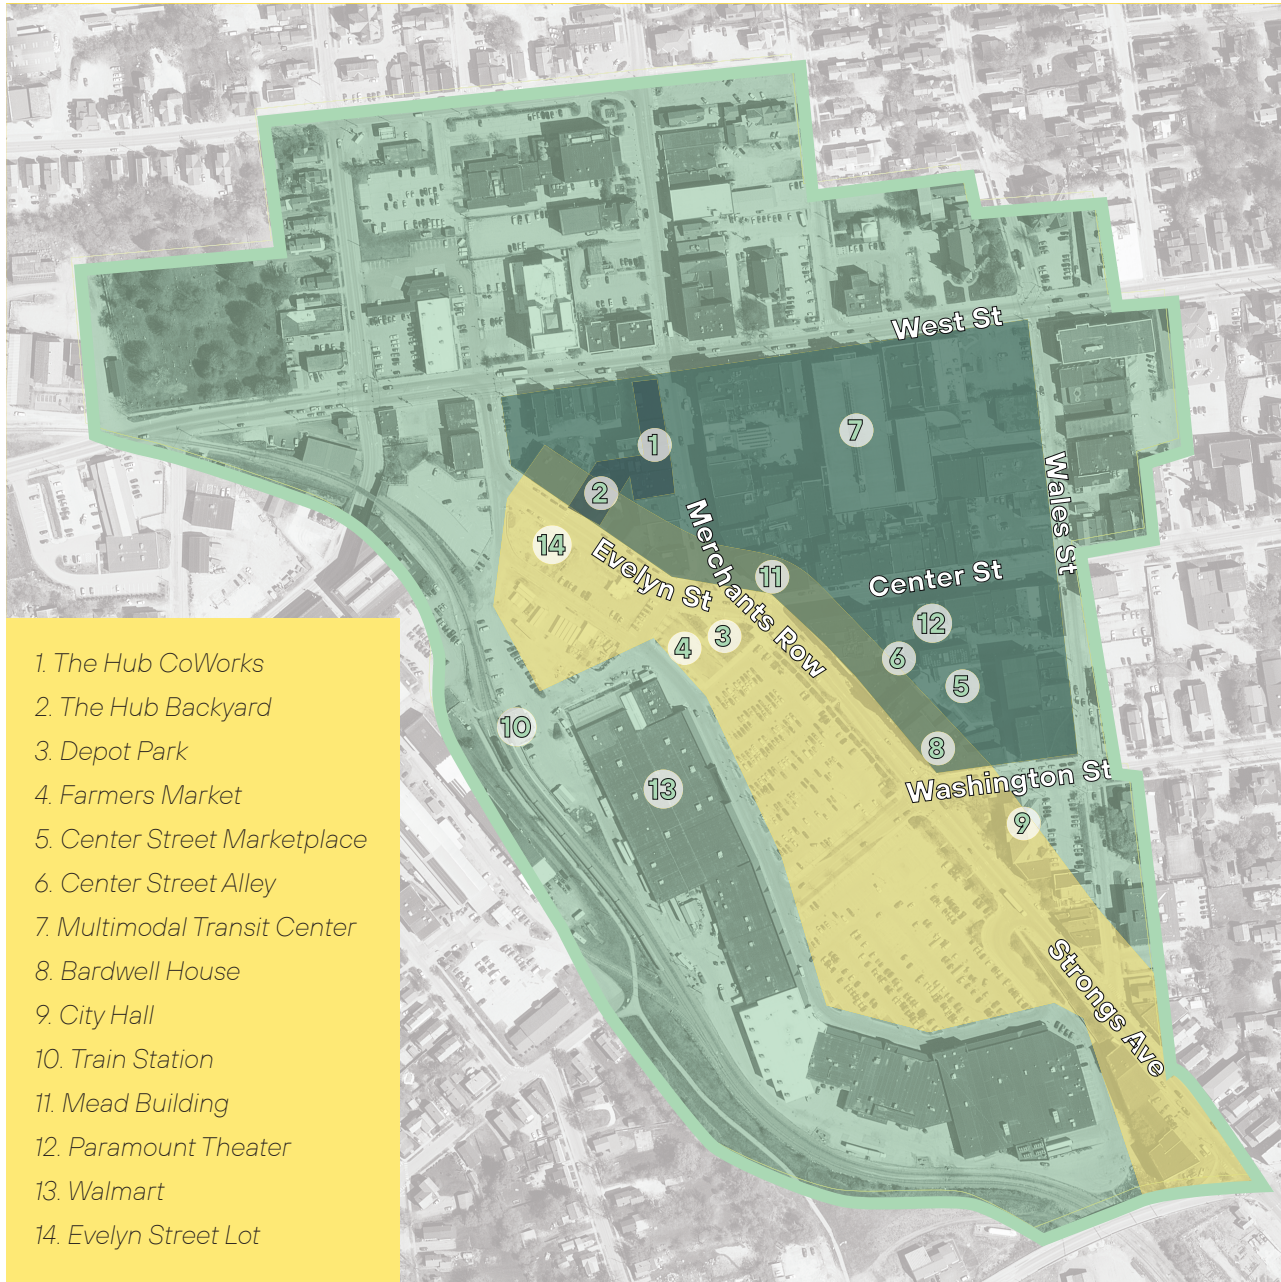 West St
1
7
2
Wales St
Merchants Row
14
Evelyn St
11
Center St
12
3
4
6
5
10
8
13
Washington St
9
Strongs Ave
1. The Hub CoWorks
2. The Hub Backyard
3. Depot Park
4. Farmers Market
5. Center Street Marketplace
6. Center Street Alley
7. Multimodal Transit Center
8. Bardwell House
9. City Hall
10. Train Station
11. Mead Building
12. Paramount Theater
13. Walmart
14. Evelyn Street Lot